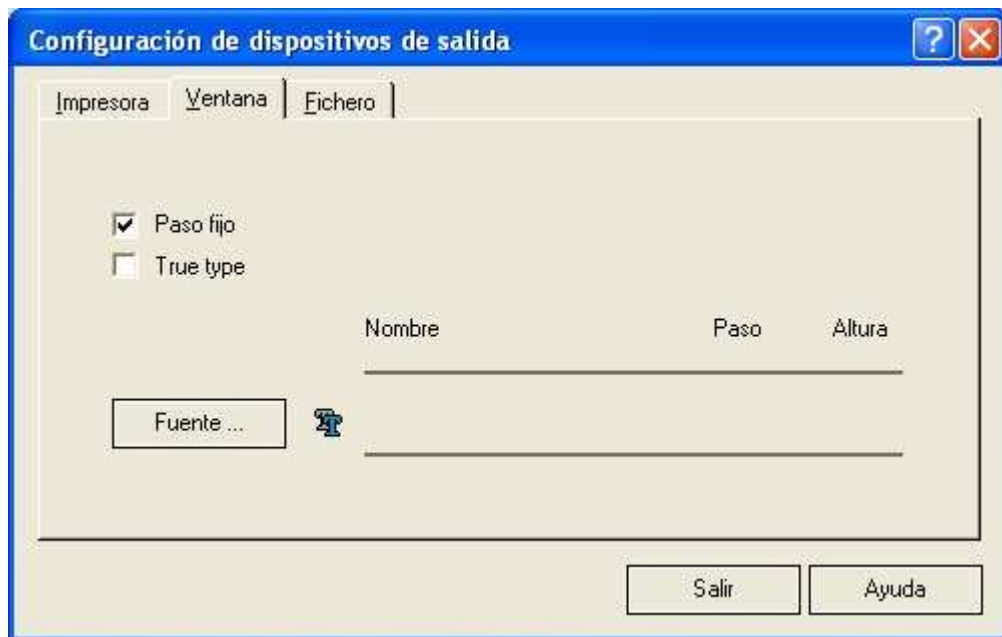 Configuración de dispositivos de salida
Impresora Ventana Fichero
Paso fijo
True type
Nombre Paso Altura
Fuente ...
Salir Ayuda